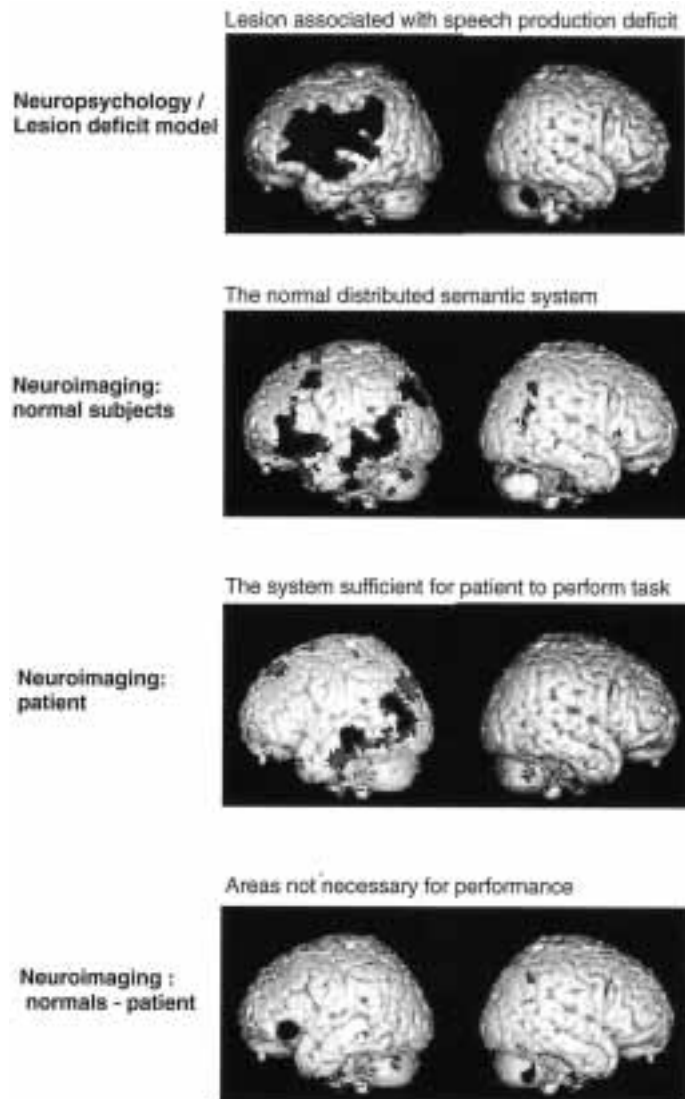 Lesion associated with speech production deficit
Neuropsychology /
Lesion deficit model
The normal distributed semantic system
Neuroimaging:
normal subjects
The system sufficient for patient to perform task
Neuroimaging:
patient
Areas not necessary for performance
Neuroimaging :
normals - patient